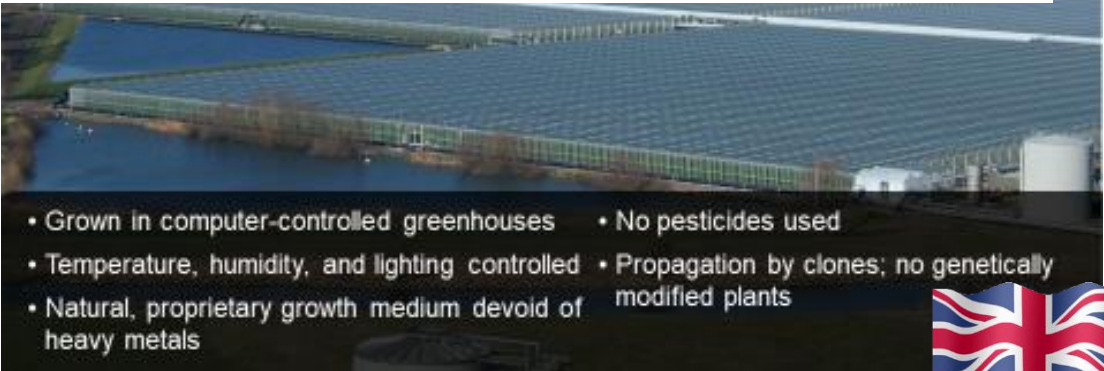 • Grown in computer-controlled greenhouses
• Temperature, humidity, and lighting controlled
• Natural, proprietary growth medium devoid of
heavy metals
• No pesticides used
• Propagation by clones; no genetically
modified plants